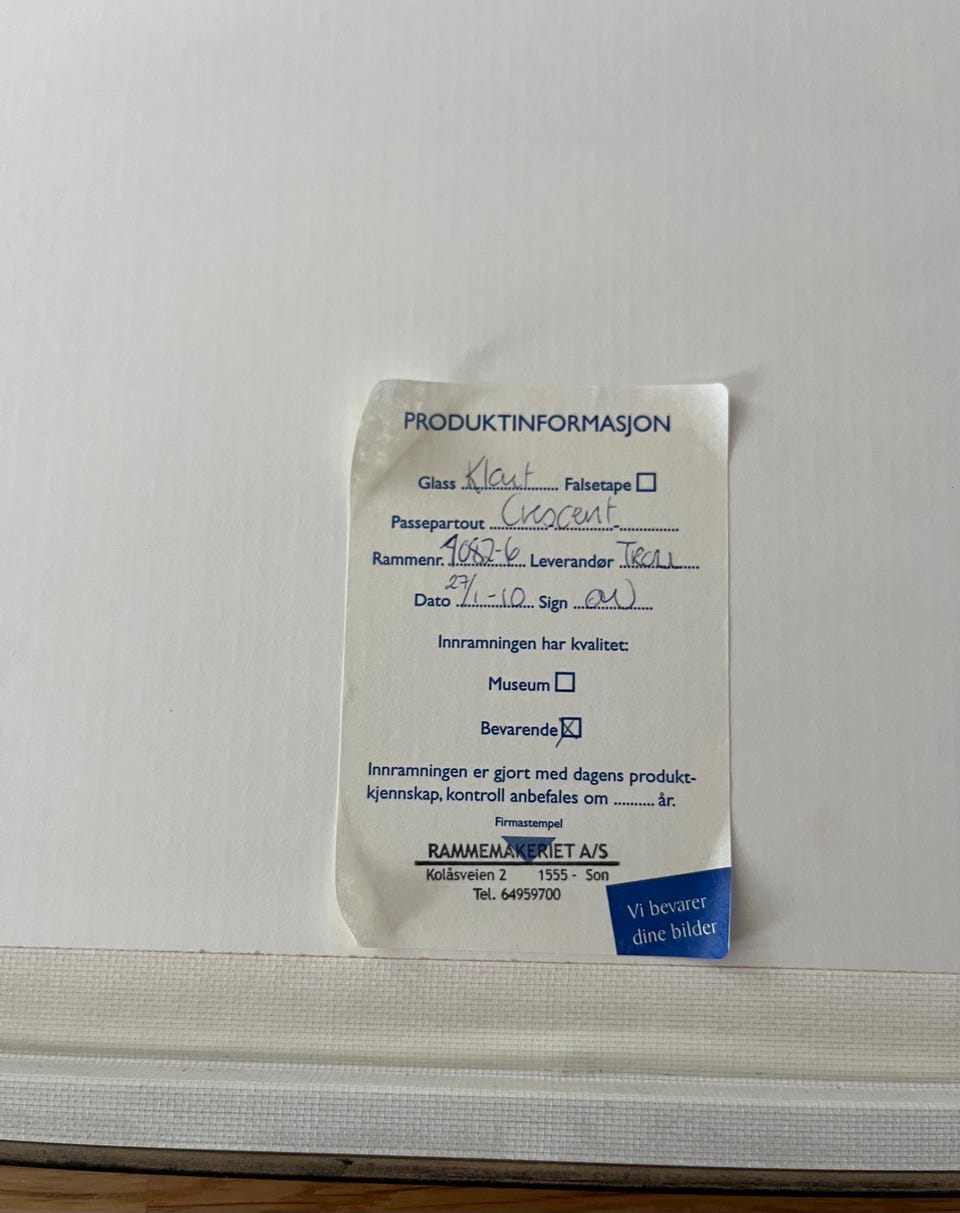 PRODUKTINFORMASJON
Glass Klart Falsetape
Passepartout Crescent
Rammenr. 4082-6 Leverandør TROLL
Dato 27/1-10 Sign
Innramningen har kvalitet:
Museum
Bevarende X
Innramningen er gjort med dagens produkt-
kjennskap, kontroll anbefales om .......... år.
Firmastempel
RAMMEMAKERIET A/S
Kolåsveien 2 1555 - Son
Tel. 64959700
Vi bevarer
dine bilder